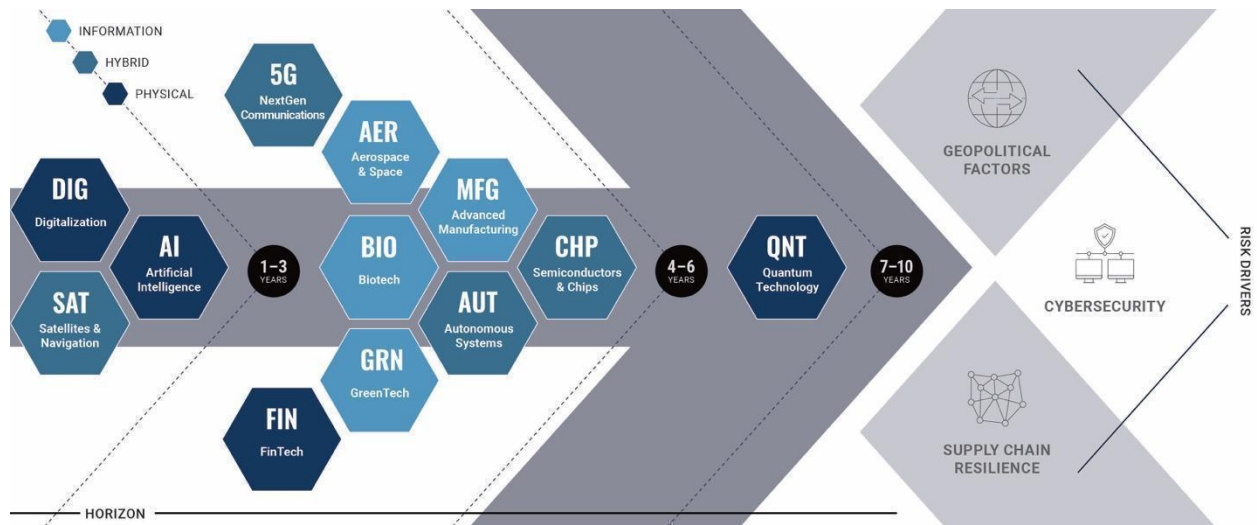 INFORMATION
HYBRID
PHYSICAL
5G
NextGen
Communications
AER
Aerospace
& Space
DIG
Digitalization
MFG
Advanced
Manufacturing
AI
Artificial
Intelligence
1–3
YEARS
BIO
Biotech
CHP
Semiconductors
& Chips
4–6
YEARS
QNT
Quantum
Technology
7–10
YEARS
SAT
Satellites &
Navigation
AUT
Autonomous
Systems
GRN
GreenTech
FIN
FinTech
HORIZON
GEOPOLITICAL
FACTORS
CYBERSECURITY
SUPPLY CHAIN
RESILIENCE
RISK DRIVERS